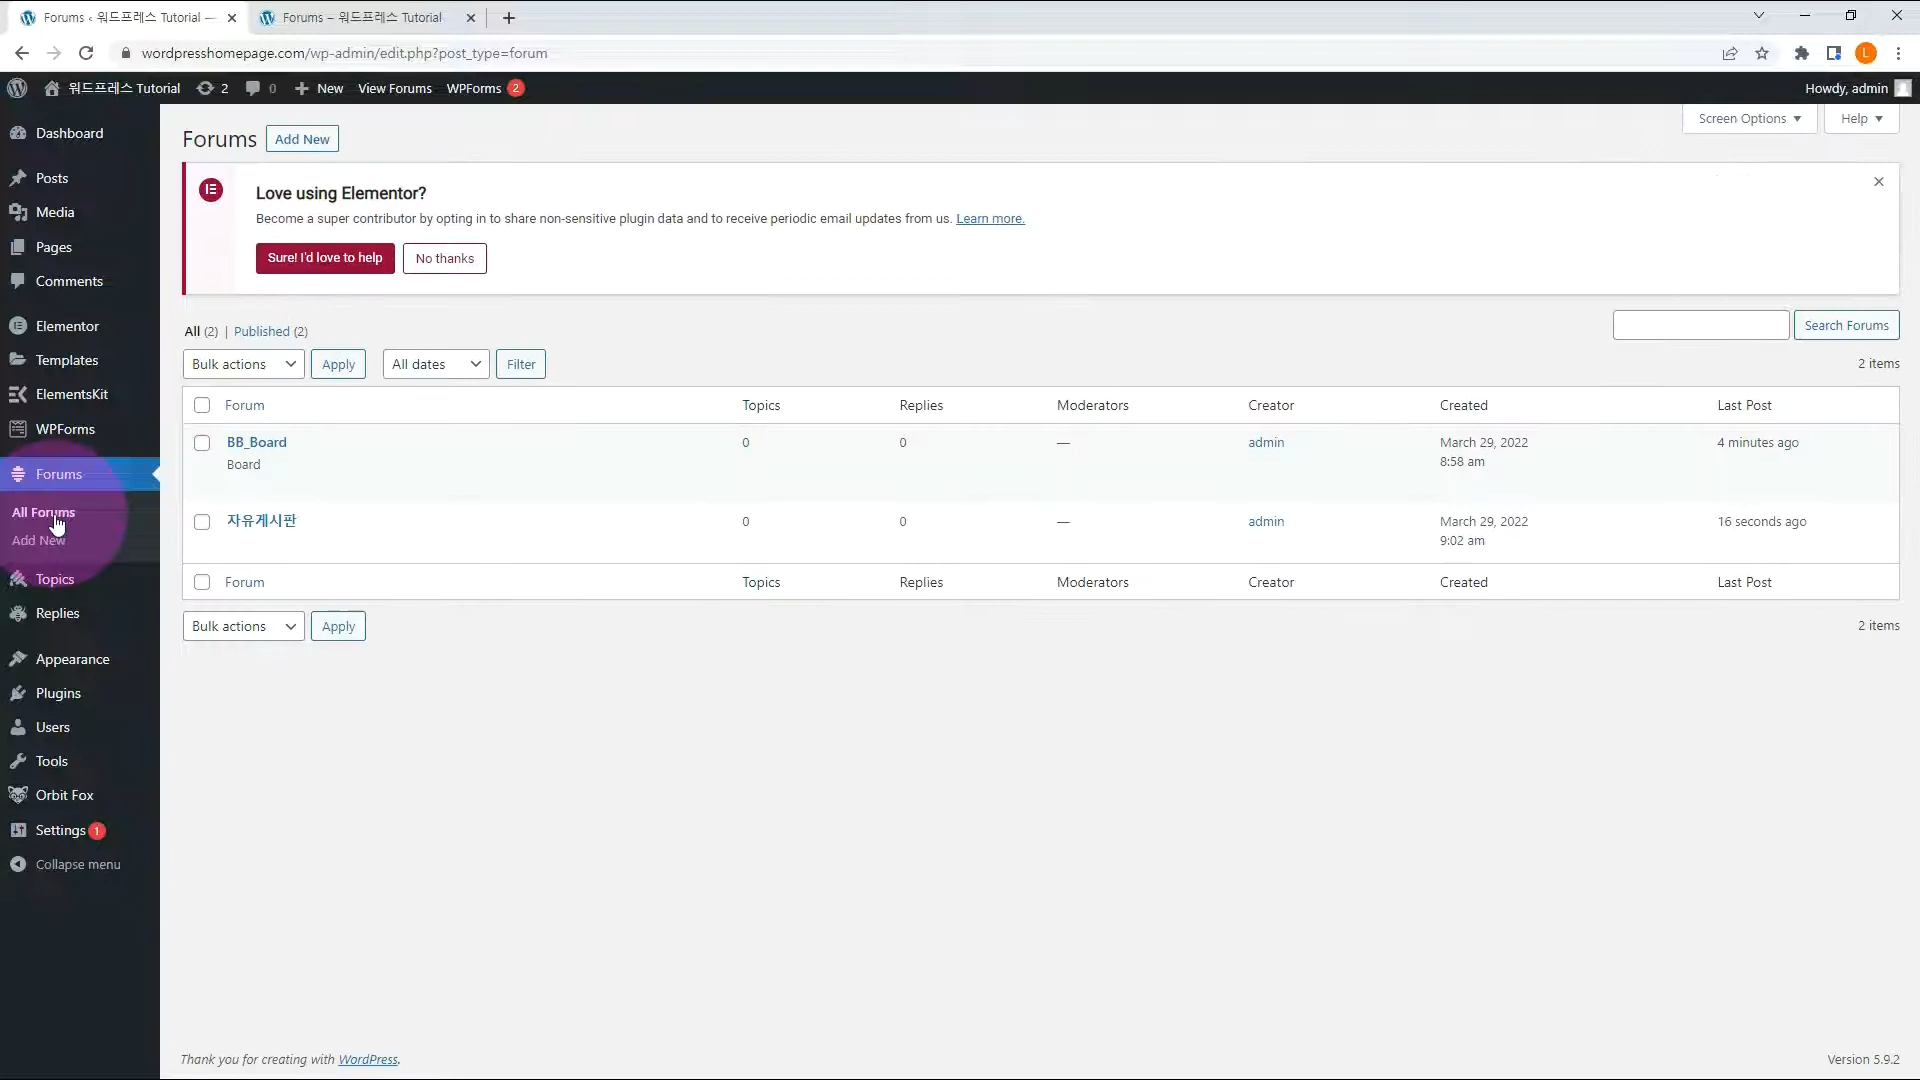 Forums ‹ 워드프레스 Tutorial —
Forums – 워드프레스 Tutorial
wordpresshomepage.com/wp-admin/edit.php?post_type=forum
L
워드프레스 Tutorial
2
0
New
View Forums
WPForms 2
Howdy, admin
Dashboard
Posts
Media
Pages
Comments
Elementor
Templates
ElementsKit
WPForms
Forums
All Forums
Add New
Topics
Replies
Appearance
Plugins
Users
Tools
Orbit Fox
Settings 1
Collapse menu
Screen Options
Help
Forums
Add New
Love using Elementor?
Become a super contributor by opting in to share non-sensitive plugin data and to receive periodic email updates from us. Learn more.
Sure! I'd love to help
No thanks
All (2) | Published (2)
Search Forums
Bulk actions
Apply
All dates
Filter
2 items
Forum Topics Replies Moderators Creator Created Last Post
BB_Board 0 0 — admin March 29, 2022 4 minutes ago
Board 8:58 am
자유게시판 0 0 — admin March 29, 2022 16 seconds ago
9:02 am
Forum Topics Replies Moderators Creator Created Last Post
Bulk actions
Apply
2 items
Thank you for creating with WordPress.
Version 5.9.2